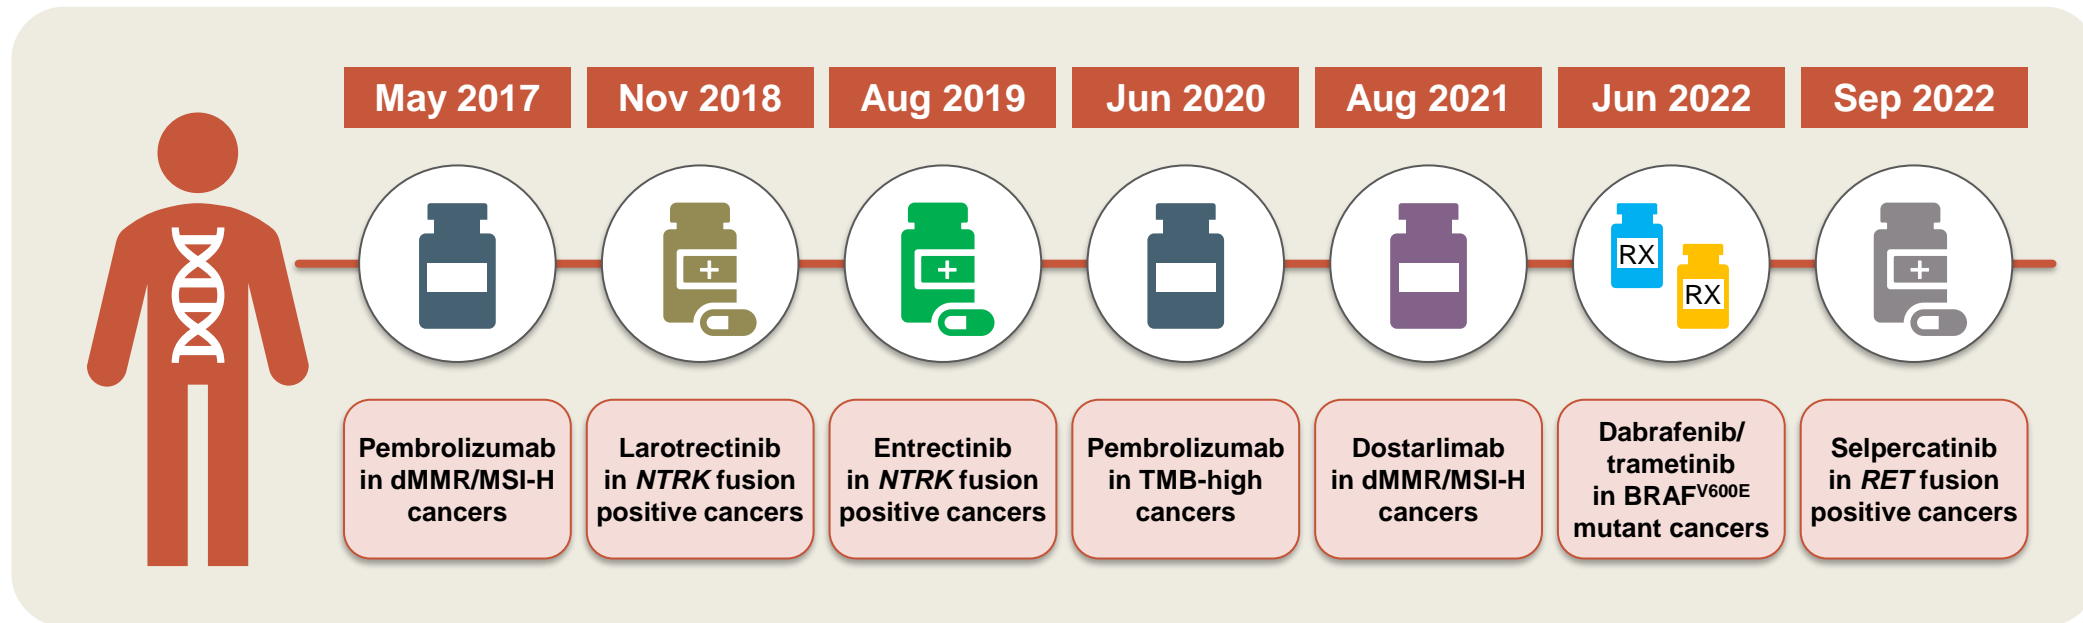 May 2017
Nov 2018
Aug 2019
Jun 2020
Aug 2021
Jun 2022
Sep 2022
RX
RX
Pembrolizumab
in dMMR/MSI-H
cancers
Larotrectinib
in NTRK fusion
positive cancers
Entrectinib
in NTRK fusion
positive cancers
Pembrolizumab
in TMB-high
cancers
Dostarlimab
in dMMR/MSI-H
cancers
Dabrafenib/
trametinib
in BRAFV600E
mutant cancers
Selpercatinib
in RET fusion
positive cancers